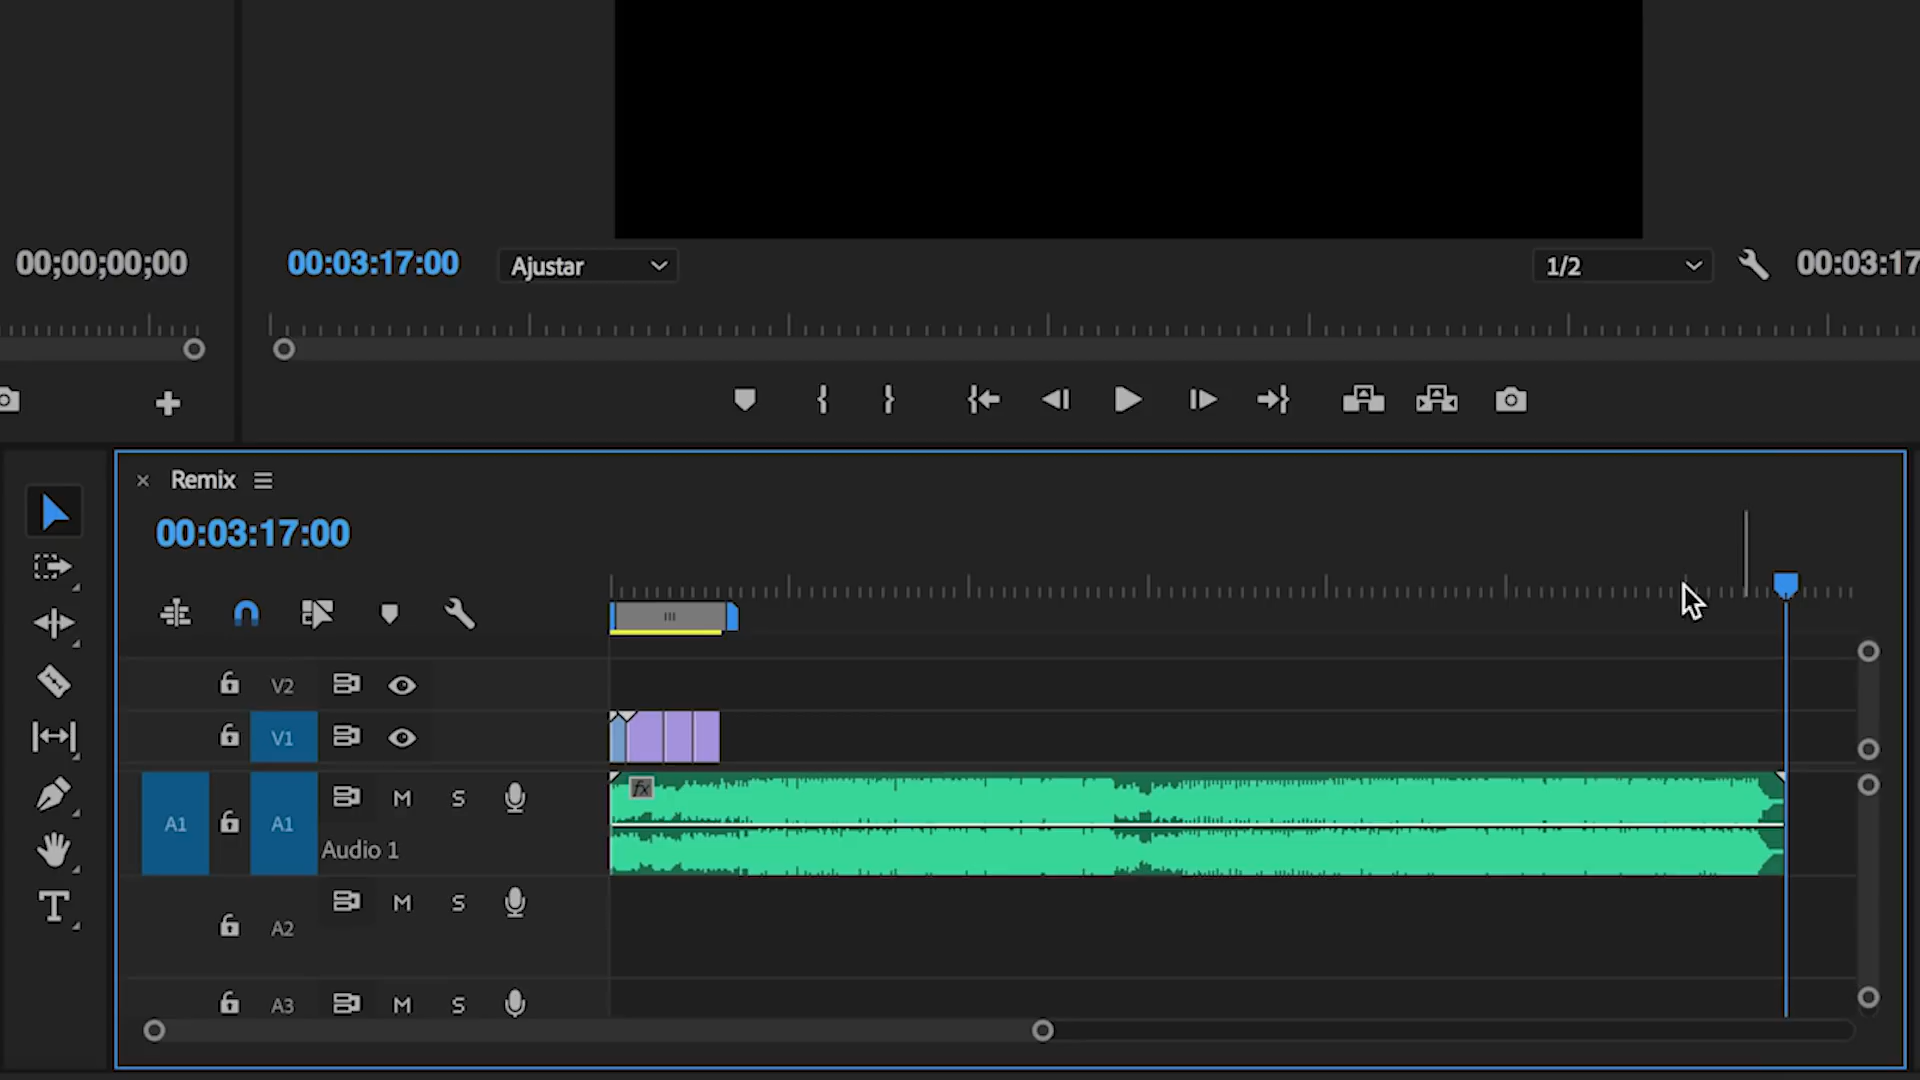 00;00;00;00
00:03:17:00
Ajustar
1/2
00:03:17
Remix
00:03:17:00
V2
V1
fx
A1
A1
M
S
Audio 1
A2
M
S
A3
M
S